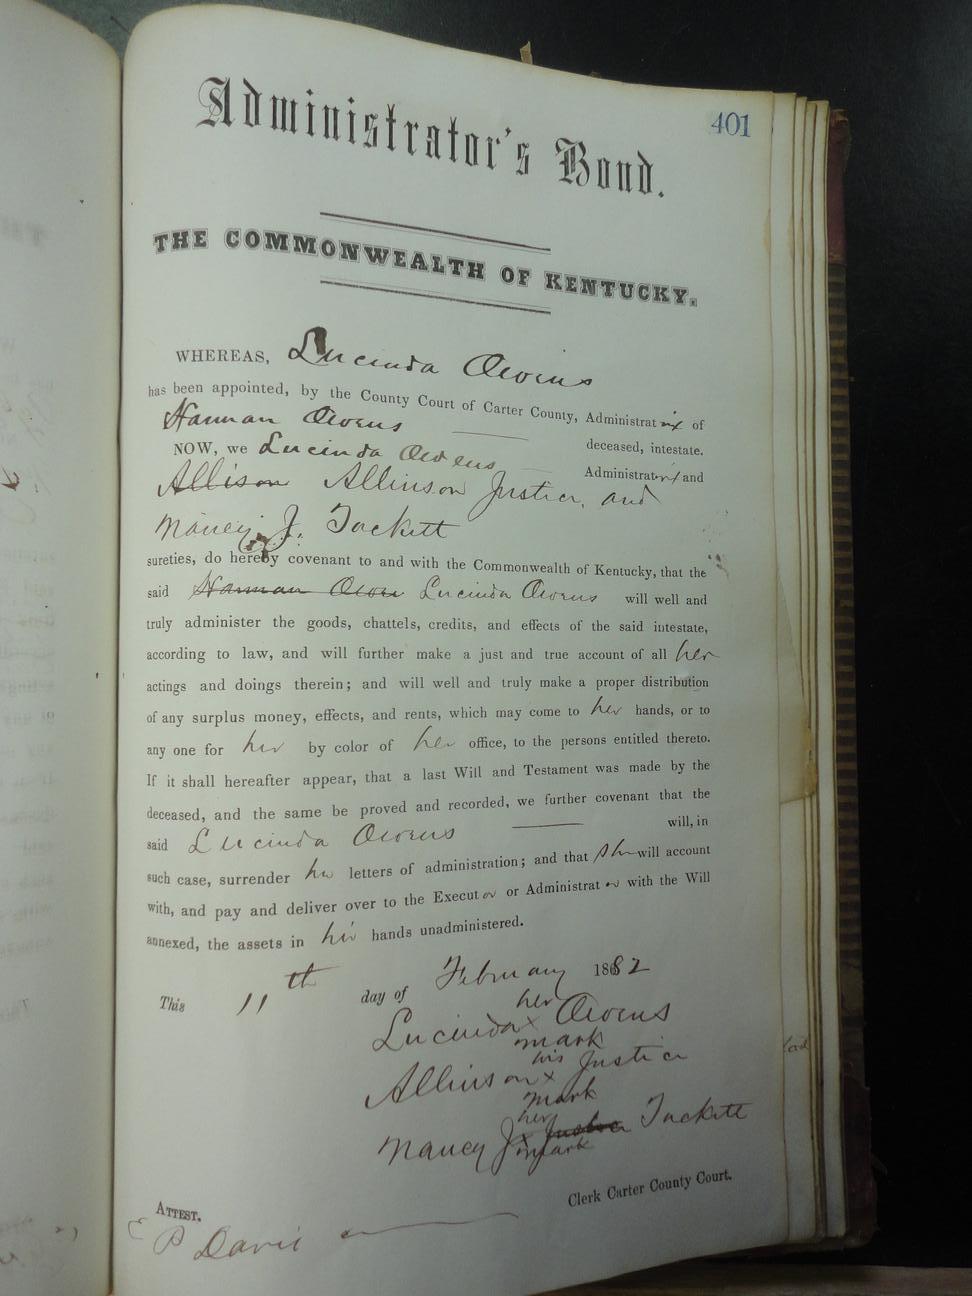 401
Administrator's Bond.
THE COMMONWEALTH OF KENTUCKY.
WHEREAS, Lucinda Owens
has been appointed, by the County Court of Carter County, Administratrix of
Harman Owens deceased, intestate.
NOW, we Lucinda Owens Administratrix and
Allison Allinson Justice, and
Nancy J. Tackett
sureties, do hereby covenant to and with the Commonwealth of Kentucky, that the
said Harman Owen Lucinda Owens will well and
truly administer the goods, chattels, credits, and effects of the said intestate,
according to law, and will further make a just and true account of all her
actings and doings therein; and will well and truly make a proper distribution
of any surplus money, effects, and rents, which may come to her hands, or to
any one for her by color of her office, to the persons entitled thereto.
If it shall hereafter appear, that a last Will and Testament was made by the
deceased, and the same be proved and recorded, we further covenant that the
said Lucinda Owens will, in
such case, surrender her letters of administration; and that she will account
with, and pay and deliver over to the Executor or Administrator with the Will
annexed, the assets in her hands unadministered.
This 11th day of February 1882
her
Lucinda x Owens
mark
his
Allinson x Justice
mark
her
Nancy J x Tackett
mark
Clerk Carter County Court.
ATTEST.
P Davis